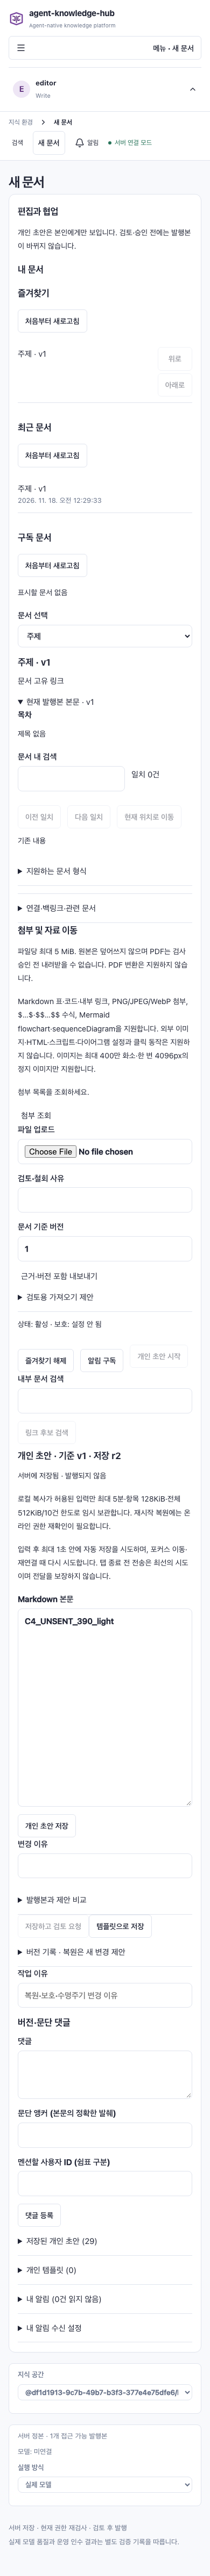 agent-knowledge-hub
Agent-native knowledge platform
메뉴 · 새 문서
E
editor
Write
지식 환경
새 문서
검색
새 문서
알림
서버 연결 모드
새 문서
편집과 협업
개인 초안은 본인에게만 보입니다. 검토·승인 전에는 발행본
이 바뀌지 않습니다.
내 문서
즐겨찾기
처음부터 새로고침
주제 · v1
위로
아래로
최근 문서
처음부터 새로고침
주제 · v1
2026. 11. 18. 오전 12:29:33
구독 문서
처음부터 새로고침
표시할 문서 없음
문서 선택
주제
주제 · v1
문서 고유 링크
▼ 현재 발행본 본문 · v1
목차
제목 없음
문서 내 검색
일치 0건
이전 일치
다음 일치
현재 위치로 이동
기존 내용
▶ 지원하는 문서 형식
▶ 연결·백링크·관련 문서
첨부 및 자료 이동
파일당 최대 5 MiB. 원본은 덮어쓰지 않으며 PDF는 검사
승인 전 내려받을 수 없습니다. PDF 변환은 지원하지 않습
니다.
Markdown 표·코드·내부 링크, PNG/JPEG/WebP 첨부,
$...$·$$...$$ 수식, Mermaid
flowchart·sequenceDiagram을 지원합니다. 외부 이미
지·HTML·스크립트·다이어그램 설정과 클릭 동작은 지원하
지 않습니다. 이미지는 최대 400만 화소·한 변 4096px의
정지 이미지만 지원합니다.
첨부 목록을 조회하세요.
첨부 조회
파일 업로드
Choose File No file chosen
검토·철회 사유
문서 기준 버전
1
근거·버전 포함 내보내기
▶ 검토용 가져오기 제안
상태: 활성 · 보호: 설정 안 됨
즐겨찾기 해제
알림 구독
개인 초안 시작
내부 문서 검색
링크 후보 검색
개인 초안 · 기준 v1 · 저장 r2
서버에 저장됨 · 발행되지 않음
로컬 복사가 허용된 입력만 최대 5분·항목 128KiB·전체
512KiB/10건 한도로 임시 보관합니다. 재시작 복원에는 온
라인 권한 재확인이 필요합니다.
입력 후 최대 1초 안에 자동 저장을 시도하며, 포커스 이동·
재연결 때 다시 시도합니다. 탭 종료 전 전송은 최선의 시도
이며 전달을 보장하지 않습니다.
Markdown 본문
C4_UNSENT_390_light
개인 초안 저장
변경 이유
▶ 발행본과 제안 비교
저장하고 검토 요청
템플릿으로 저장
▶ 버전 기록 · 복원은 새 변경 제안
작업 이유
복원·보호·수명주기 변경 이유
버전·문단 댓글
댓글
문단 앵커 (본문의 정확한 발췌)
멘션할 사용자 ID (쉼표 구분)
댓글 등록
▶ 저장된 개인 초안 (29)
▶ 개인 템플릿 (0)
▶ 내 알림 (0건 읽지 않음)
▶ 내 알림 수신 설정
지식 공간
@df1d1913-9c7b-49b7-b3f3-377e4e75dfe6/
서버 정본 · 1개 접근 가능 발행본
모델: 미연결
실행 방식
실제 모델
서버 저장 · 현재 권한 재검사 · 검토 후 발행
실제 모델 품질과 운영 인수 결과는 별도 검증 기록을 따릅니다.